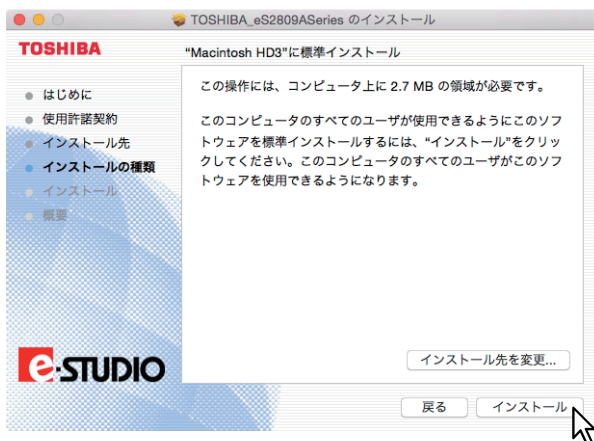 TOSHIBA_eS2809ASeries のインストール
TOSHIBA
"Macintosh HD3"に標準インストール
はじめに
使用許諾契約
インストール先
インストールの種類
インストール
概要
この操作には、コンピュータ上に 2.7 MB の領域が必要です。
このコンピュータのすべてのユーザが使用できるようにこのソフ
トウェアを標準インストールするには、"インストール"をクリッ
クしてください。このコンピュータのすべてのユーザがこのソフ
トウェアを使用できるようになります。
インストール先を変更...
e-STUDIO
戻る
インストール